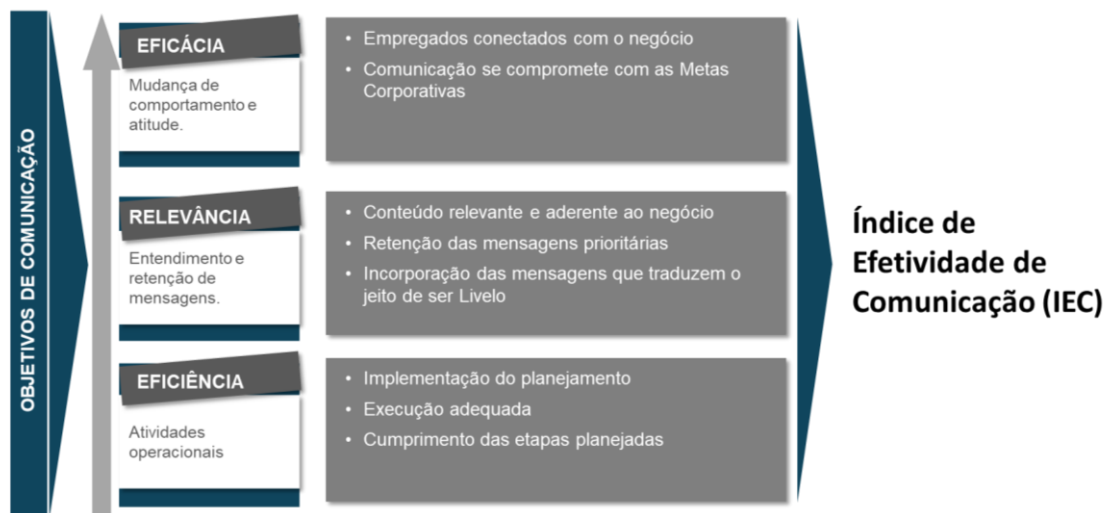 OBJETIVOS DE COMUNICAÇÃO
EFICÁCIA
Mudança de
comportamento e
atitude.
• Empregados conectados com o negócio
• Comunicação se compromete com as Metas
Corporativas
RELEVÂNCIA
Entendimento e
retenção de
mensagens.
• Conteúdo relevante e aderente ao negócio
• Retenção das mensagens prioritárias
• Incorporação das mensagens que traduzem o
jeito de ser Livelo
EFICIÊNCIA
Atividades
operacionais
• Implementação do planejamento
• Execução adequada
• Cumprimento das etapas planejadas
Índice de
Efetividade de
Comunicação (IEC)